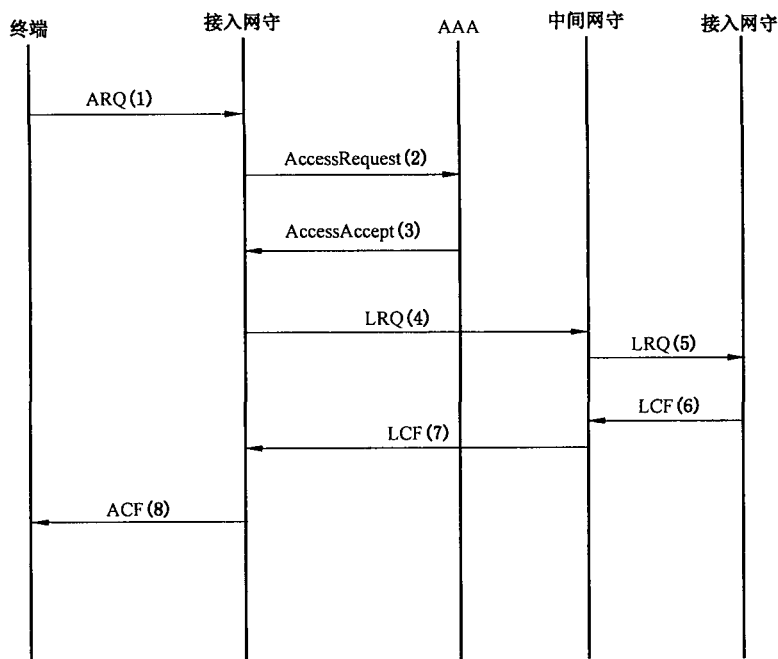 终端
接入网守
AAA
中间网守
接入网守
ARQ(1)
AccessRequest(2)
AccessAccept(3)
LRQ(4)
LRQ(5)
LCF(6)
LCF(7)
ACF(8)